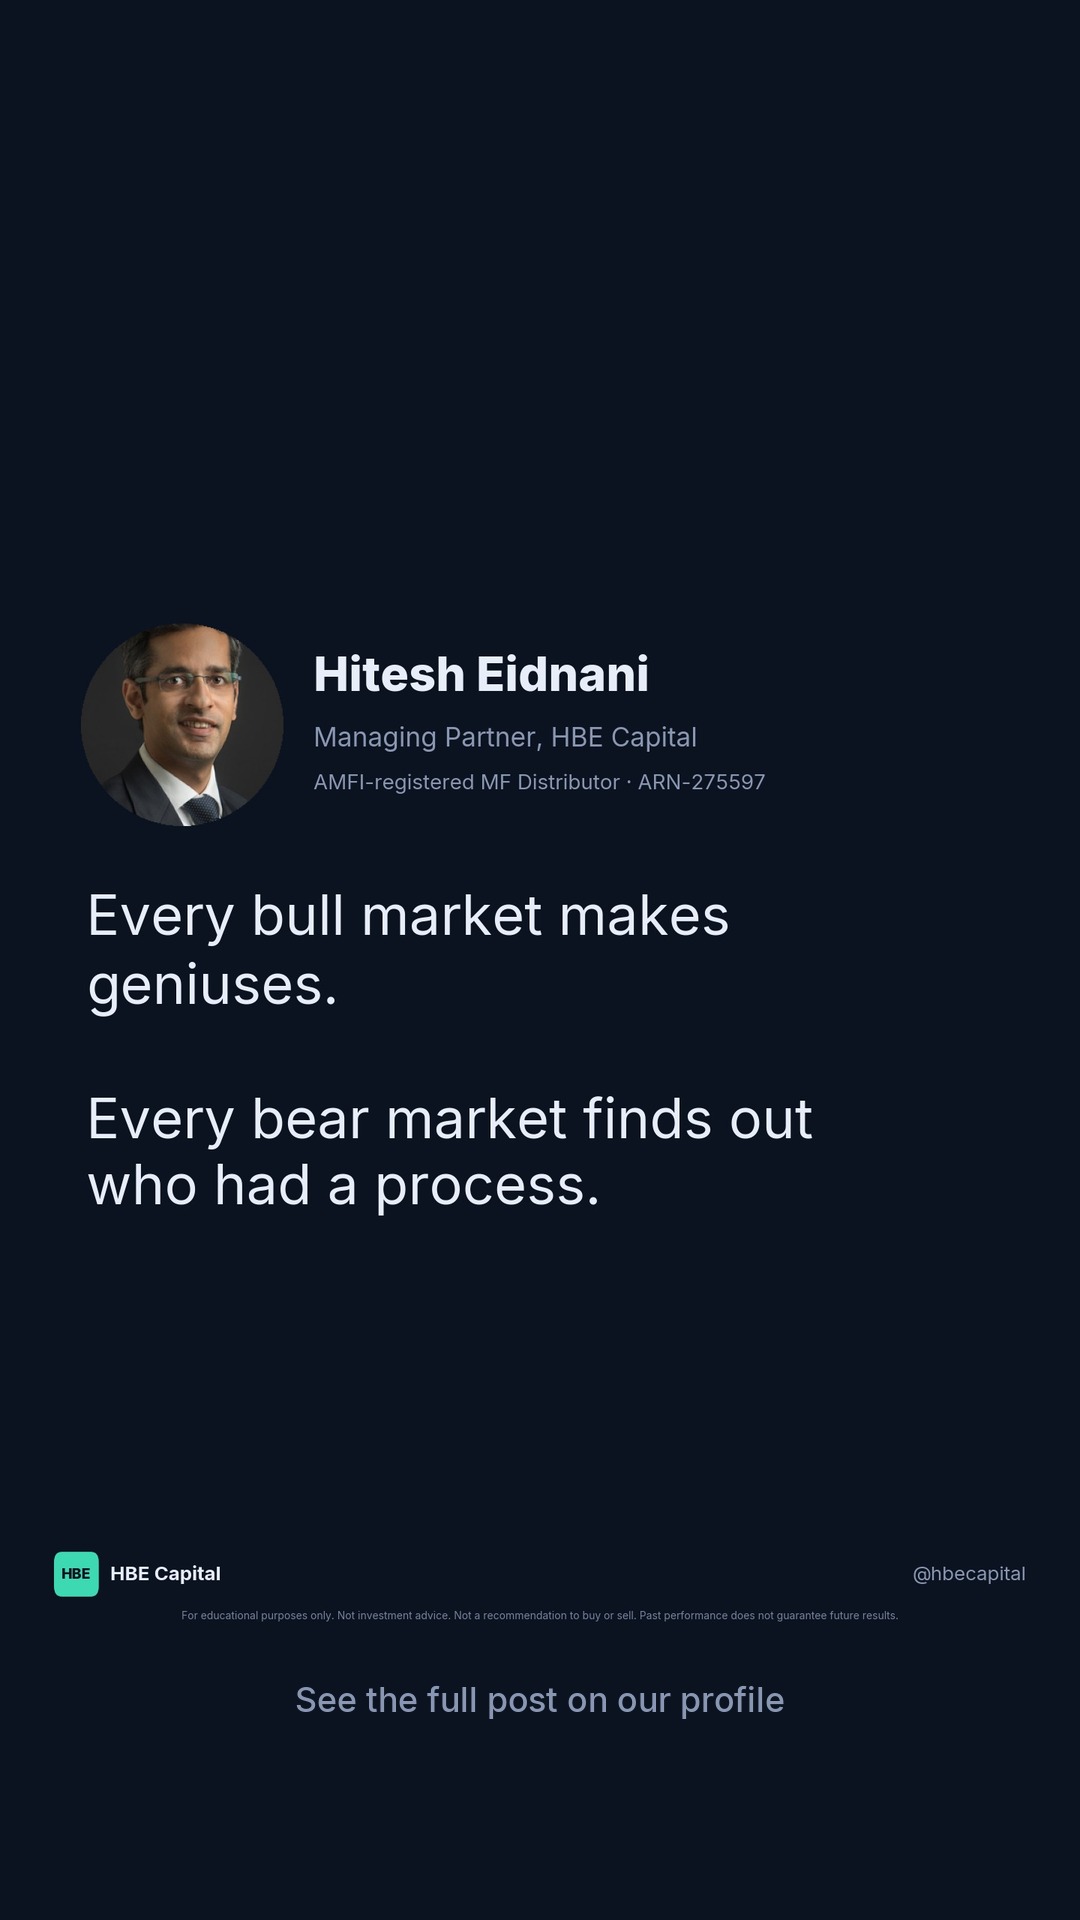 Hitesh Eidnani
Managing Partner, HBE Capital
AMFI-registered MF Distributor · ARN-275597
Every bull market makes
geniuses.
Every bear market finds out
who had a process.
HBE
HBE Capital
@hbecapital
For educational purposes only. Not investment advice. Not a recommendation to buy or sell. Past performance does not guarantee future results.
See the full post on our profile